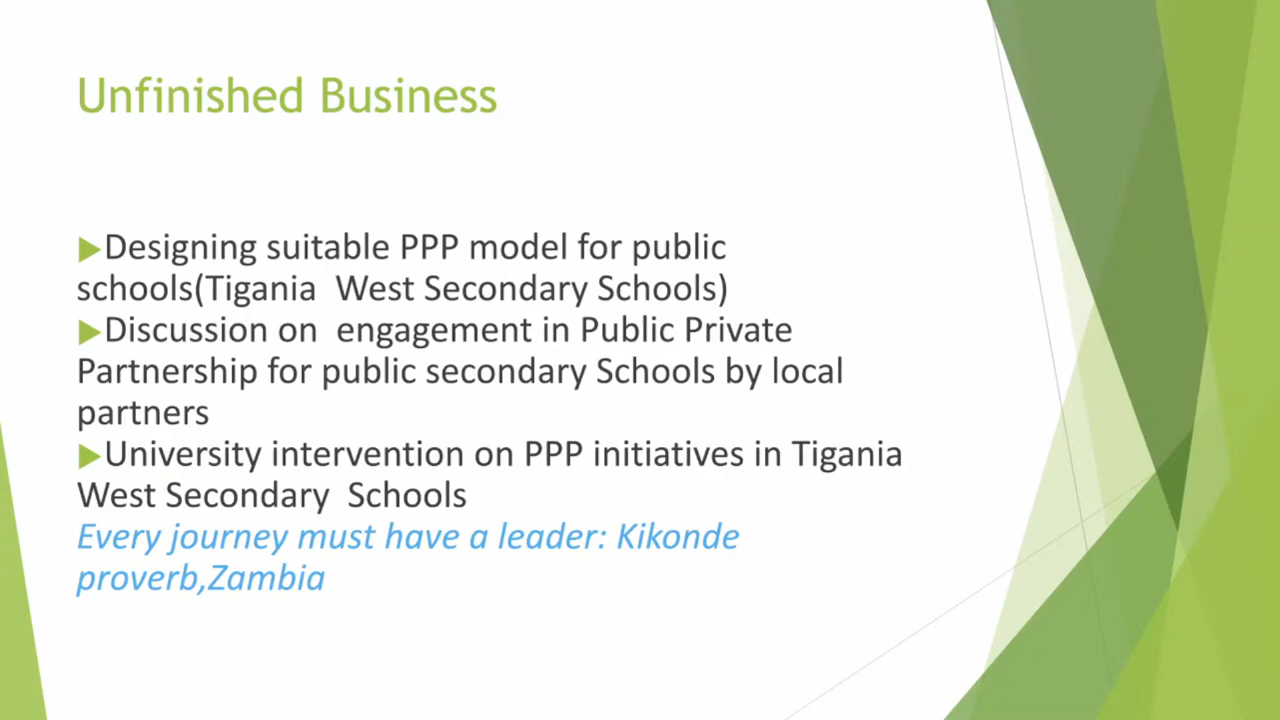 Unfinished Business
Designing suitable PPP model for public
schools(Tigania  West Secondary Schools)
Discussion on  engagement in Public Private
Partnership for public secondary Schools by local
partners
University intervention on PPP initiatives in Tigania
West Secondary  Schools
Every journey must have a leader: Kikonde
proverb,Zambia